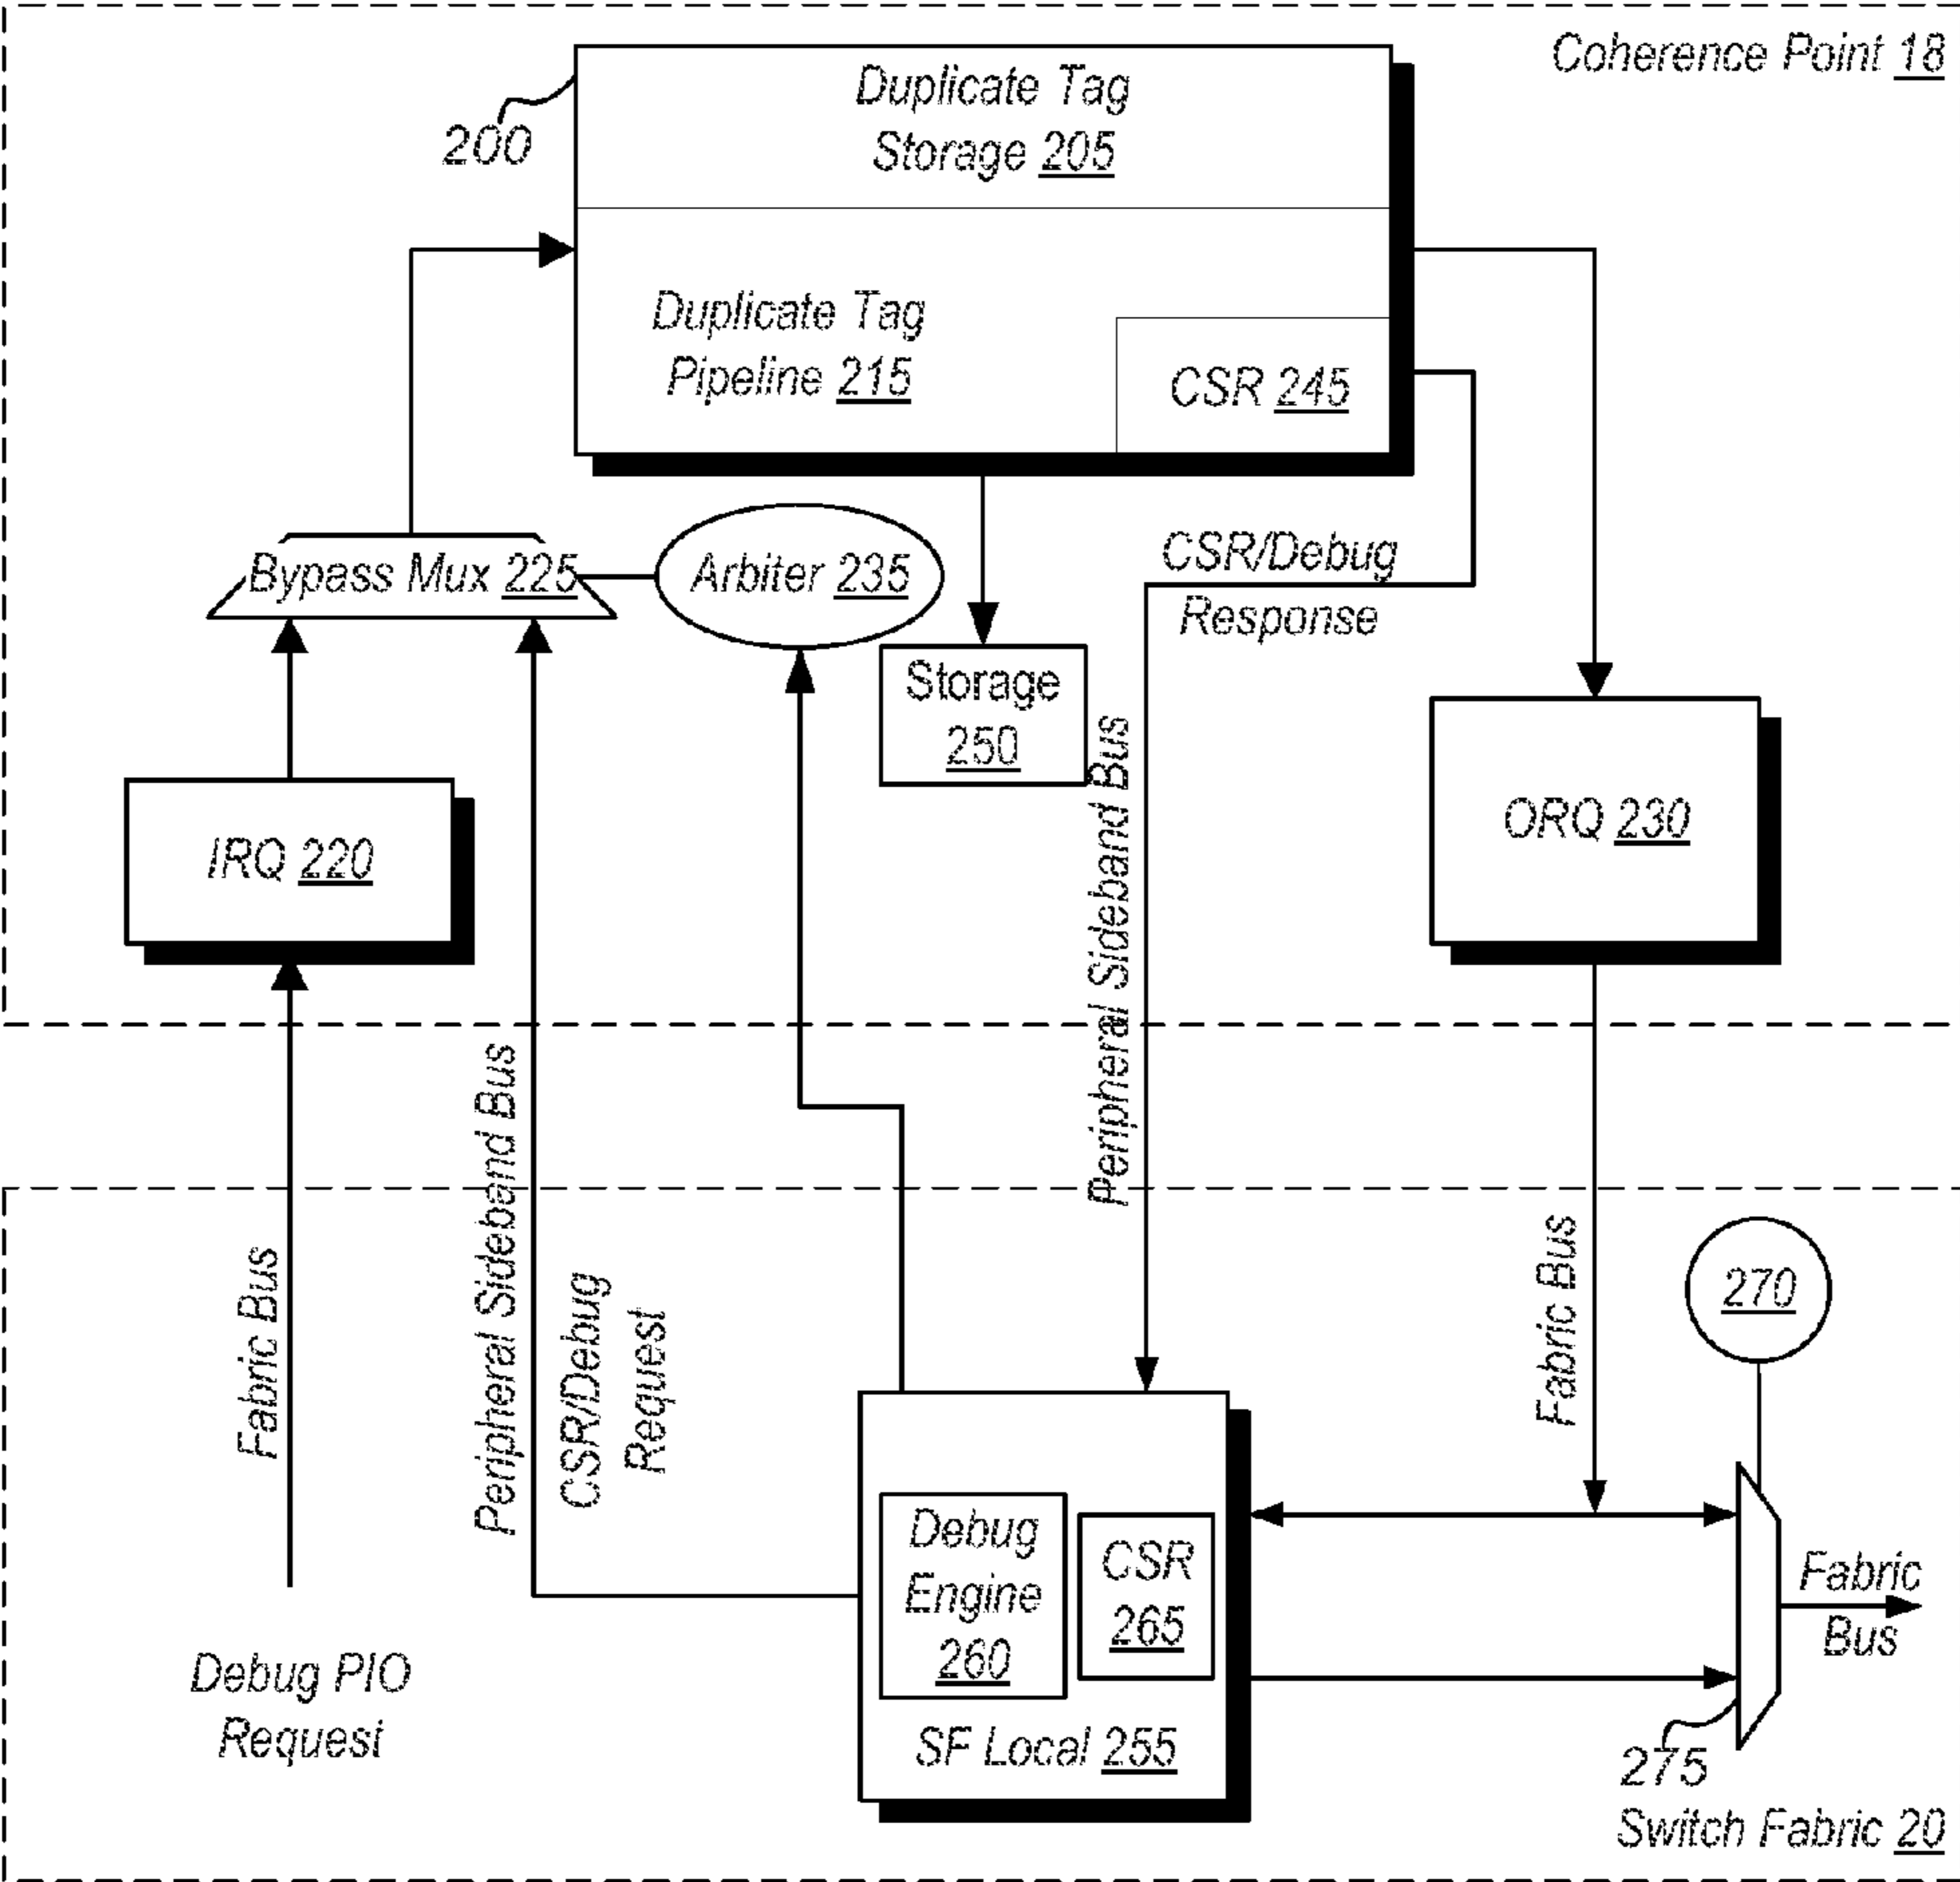 Coherence Point 18
Duplicate Tag
Storage 205
200
Duplicate Tag
Pipeline 215
CSR 245
Bypass Mux 225
Arbiter 235
CSR/Debug
Response
Storage
250
Peripheral Sideband Bus
IRQ 220
ORQ 230
Fabric Bus
Peripheral Sideband Bus
CSR/Debug
Request
Fabric Bus
270
Debug
Engine
260
CSR
265
SF Local 255
Fabric
Bus
Debug PIO
Request
275
Switch Fabric 20